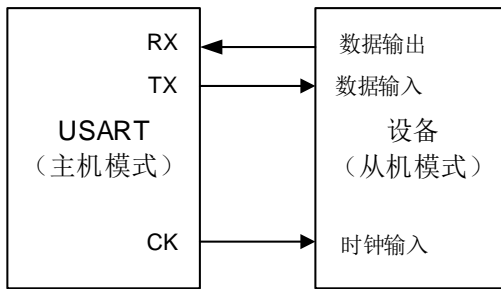 RX 数据输出
TX 数据输入
USART 设备
（主机模式） （从机模式）
CK 时钟输入